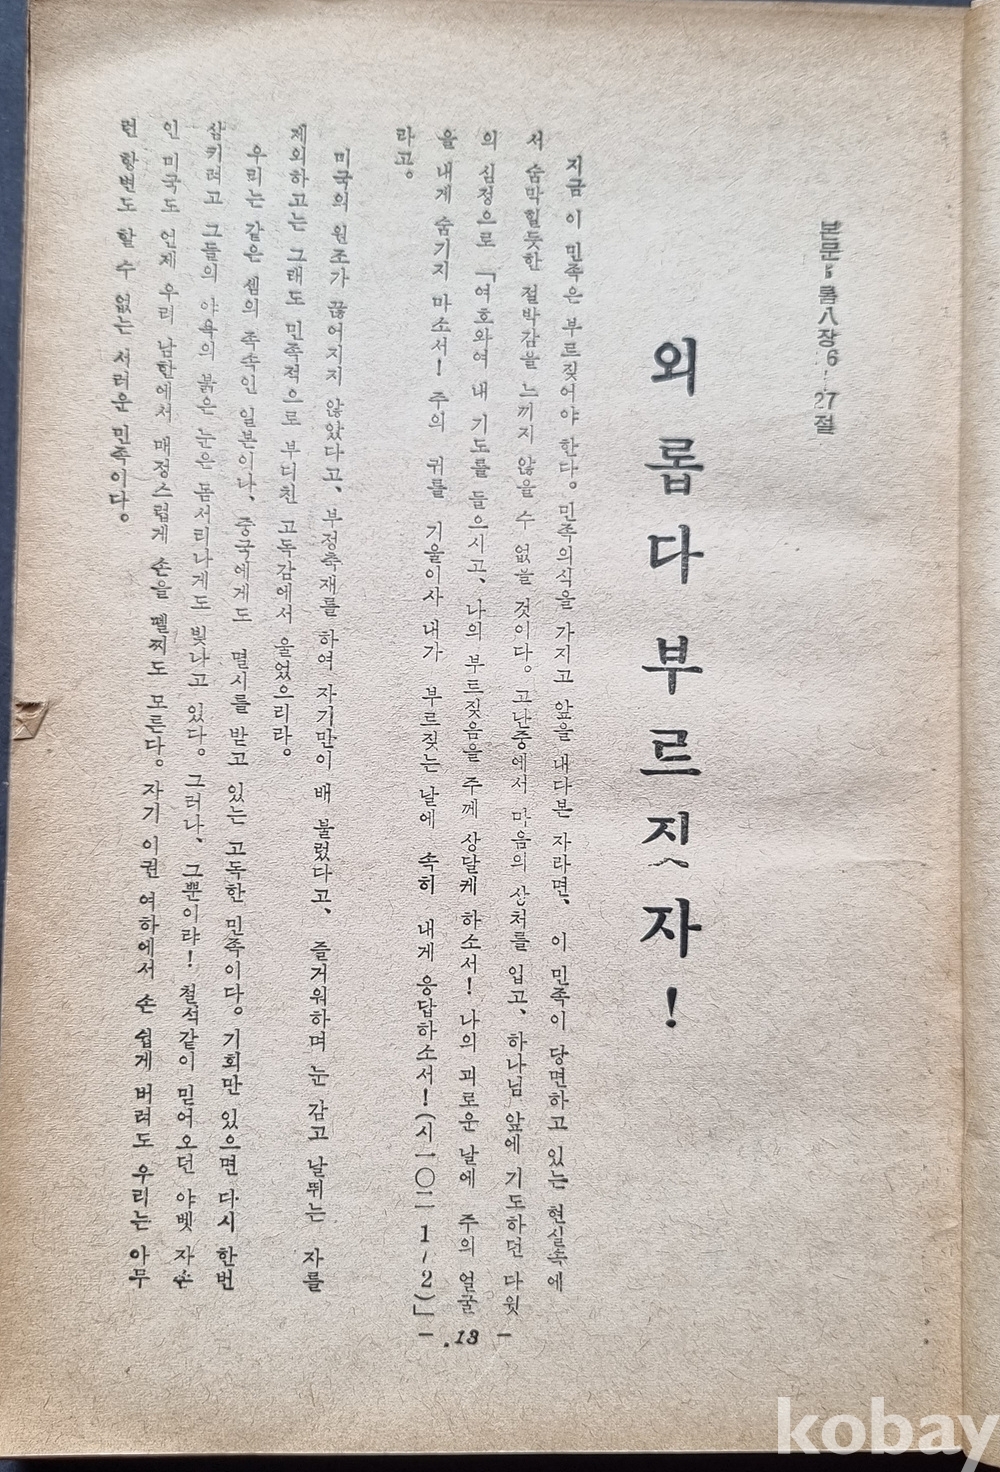 본문: 롬八장 6~27절
외롭다 부르짖자!
지금 이 민족은 부르짖어야 한다. 민족의식을 가지고 앞을 내다본 자라면, 이 민족이 당면하고 있는 현실속에
서 숨막힐듯한 절박감을 느끼지 않을 수 없을 것이다. 고난중에서 마음의 상처를 입고, 하나님 앞에 기도하던 다윗
의 심정으로 「여호와여 내 기도를 들으시고, 나의 부르짖음을 주께 상달케 하소서! 나의 괴로운 날에 주의 얼굴
을 내게 숨기지 마소서! 주의 귀를 기울이사 내가 부르짖는 날에 속히 내게 응답하소서! (시一〇二 1~2)」
라고.
미국의 원조가 끊어지지 않았다고, 부정축재를 하여 자기만이 배 불렀다고, 즐거워하며 눈 감고 날뛰는 자를
제외하고는 그래도 민족적으로 부디친 고독감에서 울었으리라.
우리는 같은 셈의 족속인 일본이나, 중국에게도 멸시를 받고 있는 고독한 민족이다. 기회만 있으면 다시 한번
삼키려고 그들의 야욕의 붉은 눈은 몸서리나게도 빛나고 있다. 그러나, 그뿐이랴! 철석같이 믿어오던 야벳 자손
인 미국도 언제 우리 남한에서 매정스럽게 손을 뗄찌도 모른다. 자기 이권 여하에서 손 쉽게 버려도 우리는 아무
런 항변도 할 수 없는 서러운 민족이다.
— 13 —
kobay